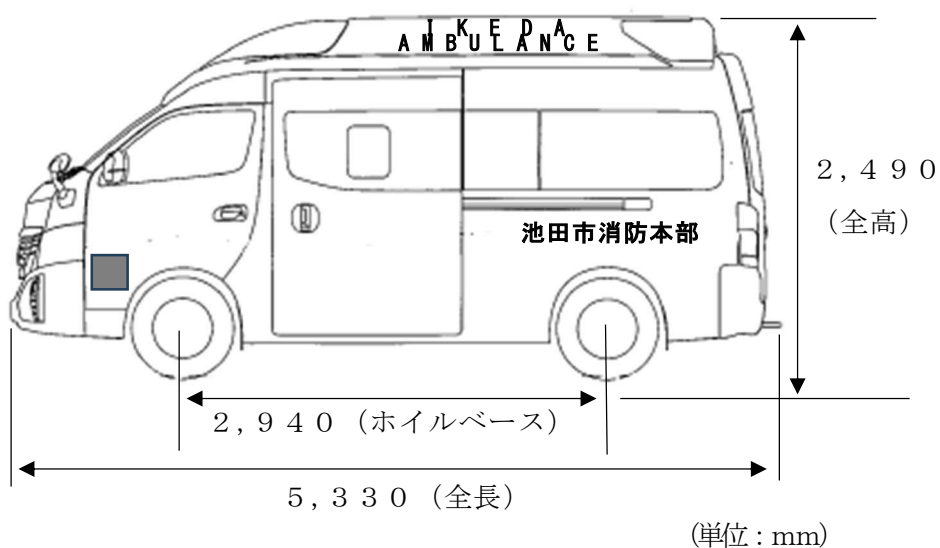 IKEDA
AMBULANCE
2,490
(全高)
池田市消防本部
2,940（ホイルベース）
5,330（全長）
(単位：mm)